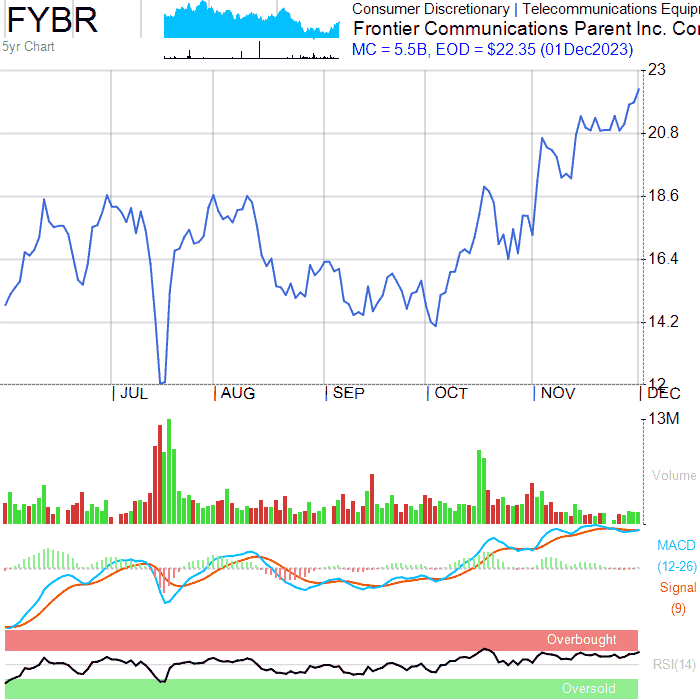 FYBR
5yr Chart
Consumer Discretionary | Telecommunications Equip
Frontier Communications Parent Inc. Co
MC = 5.5B, EOD = $22.35 (01Dec2023)
23
20.8
18.6
16.4
14.2
12
| JUL | AUG | SEP | OCT | NOV | DEC
13M
Volume
MACD
(12-26)
Signal
(9)
Overbought
RSI(14)
Oversold